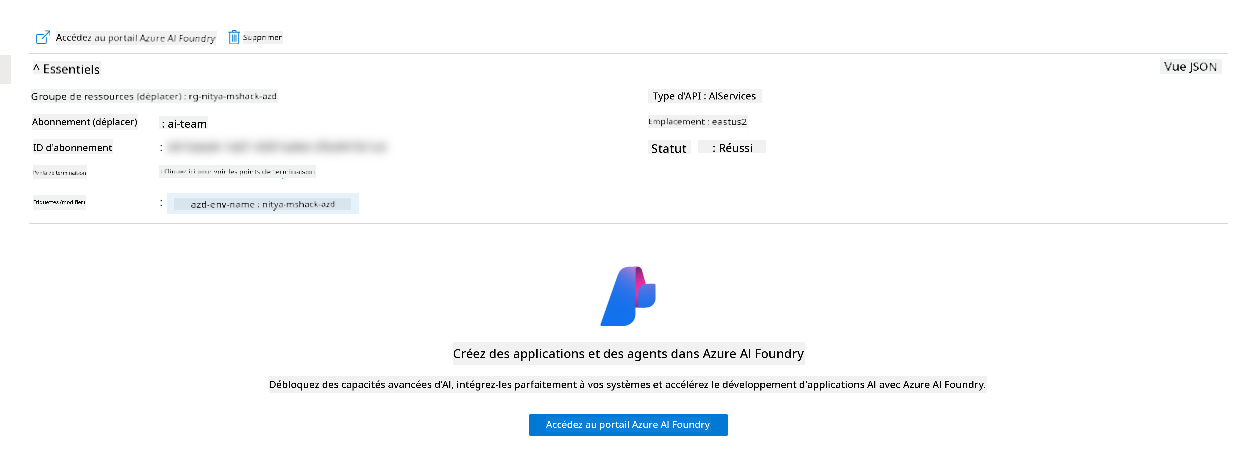 Accédez au portail Azure AI Foundry Supprimer
^ Essentiels Vue JSON
Groupe de ressources (déplacer) : rg-nitya-mshack-azd Type d'API : AIServices
Abonnement (déplacer) : ai-team Emplacement : eastus2
ID d'abonnement : Statut : Réussi
: Cliquez ici pour voir les points de terminaison
Étiquettes (modifier) : azd-env-name : nitya-mshack-azd
Créez des applications et des agents dans Azure AI Foundry
Débloquez des capacités avancées d'AI, intégrez-les parfaitement à vos systèmes et accélérez le développement d'applications AI avec Azure AI Foundry.
Accédez au portail Azure AI Foundry